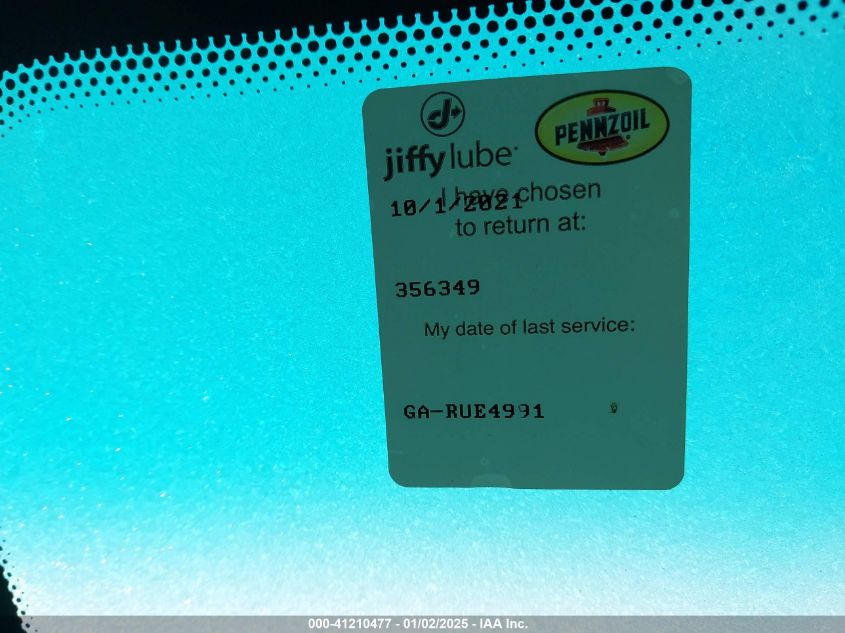 jiffy lube
PENNZOIL
I have chosen
10/1/2021
to return at:
356349
My date of last service:
GA-RUE4991
000-41210477 - 01/02/2025 - IAA Inc.